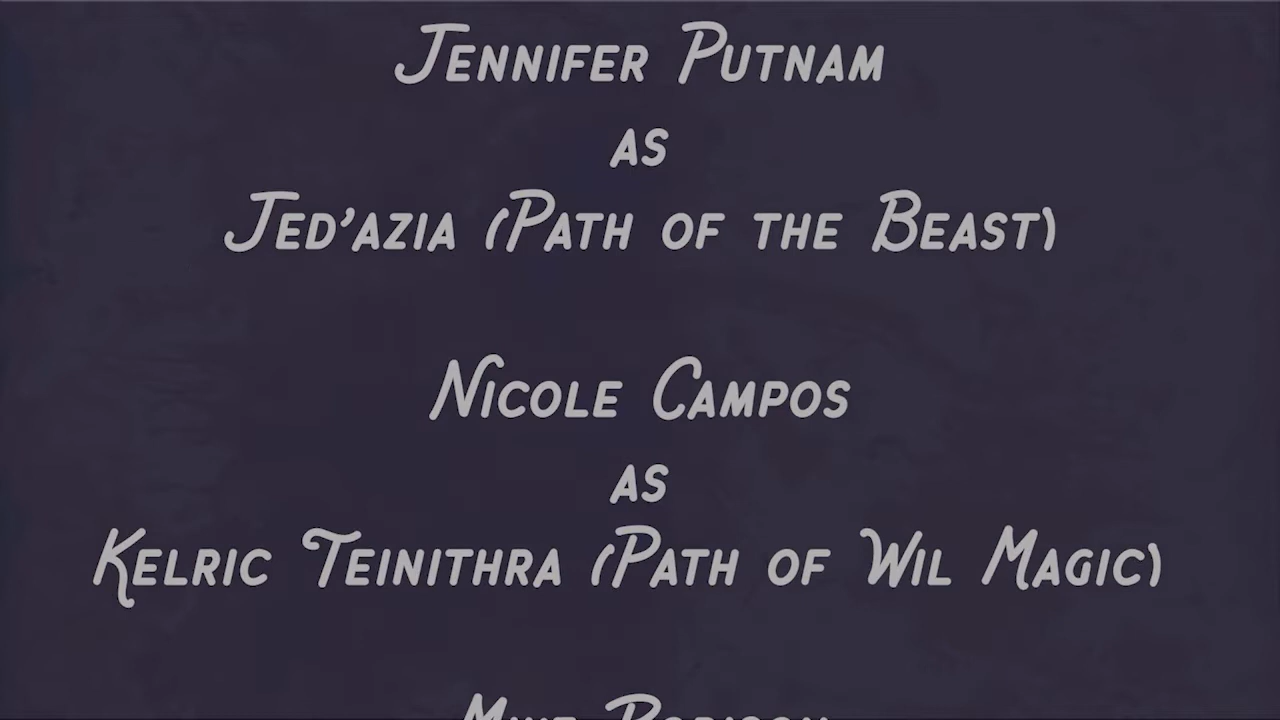 Jennifer Putnam
as
Jed'azia (Path of the Beast)
Nicole Campos
as
Kelric Teinithra (Path of Wil Magic)